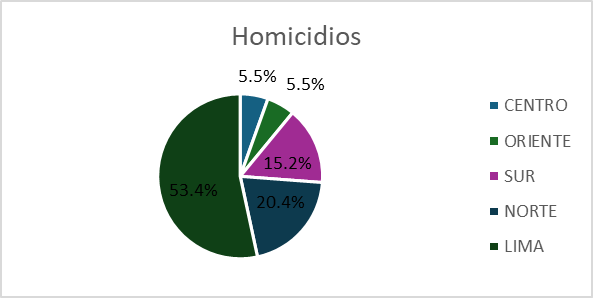 Homicidios
5.5%
5.5%
15.2%
20.4%
53.4%
CENTRO
ORIENTE
SUR
NORTE
LIMA